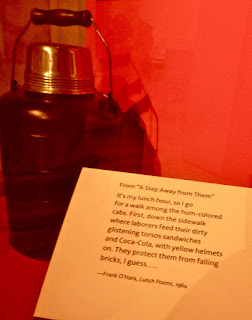 From "A Step Away from Them"
It's my lunch hour, so I go
for a walk among the hum-colored
cabs. First, down the sidewalk
where laborers feed their dirty
glistening torsos sandwiches
and Coca-Cola, with yellow helmets
on. They protect them from falling
bricks, I guess....
—Frank O'Hara, Lunch Poems, 1964